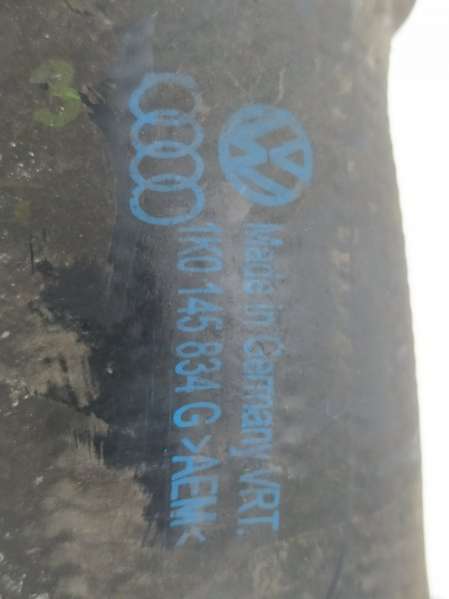 Made in Germany VRT.
1K0 145 834 G >AEM<
3